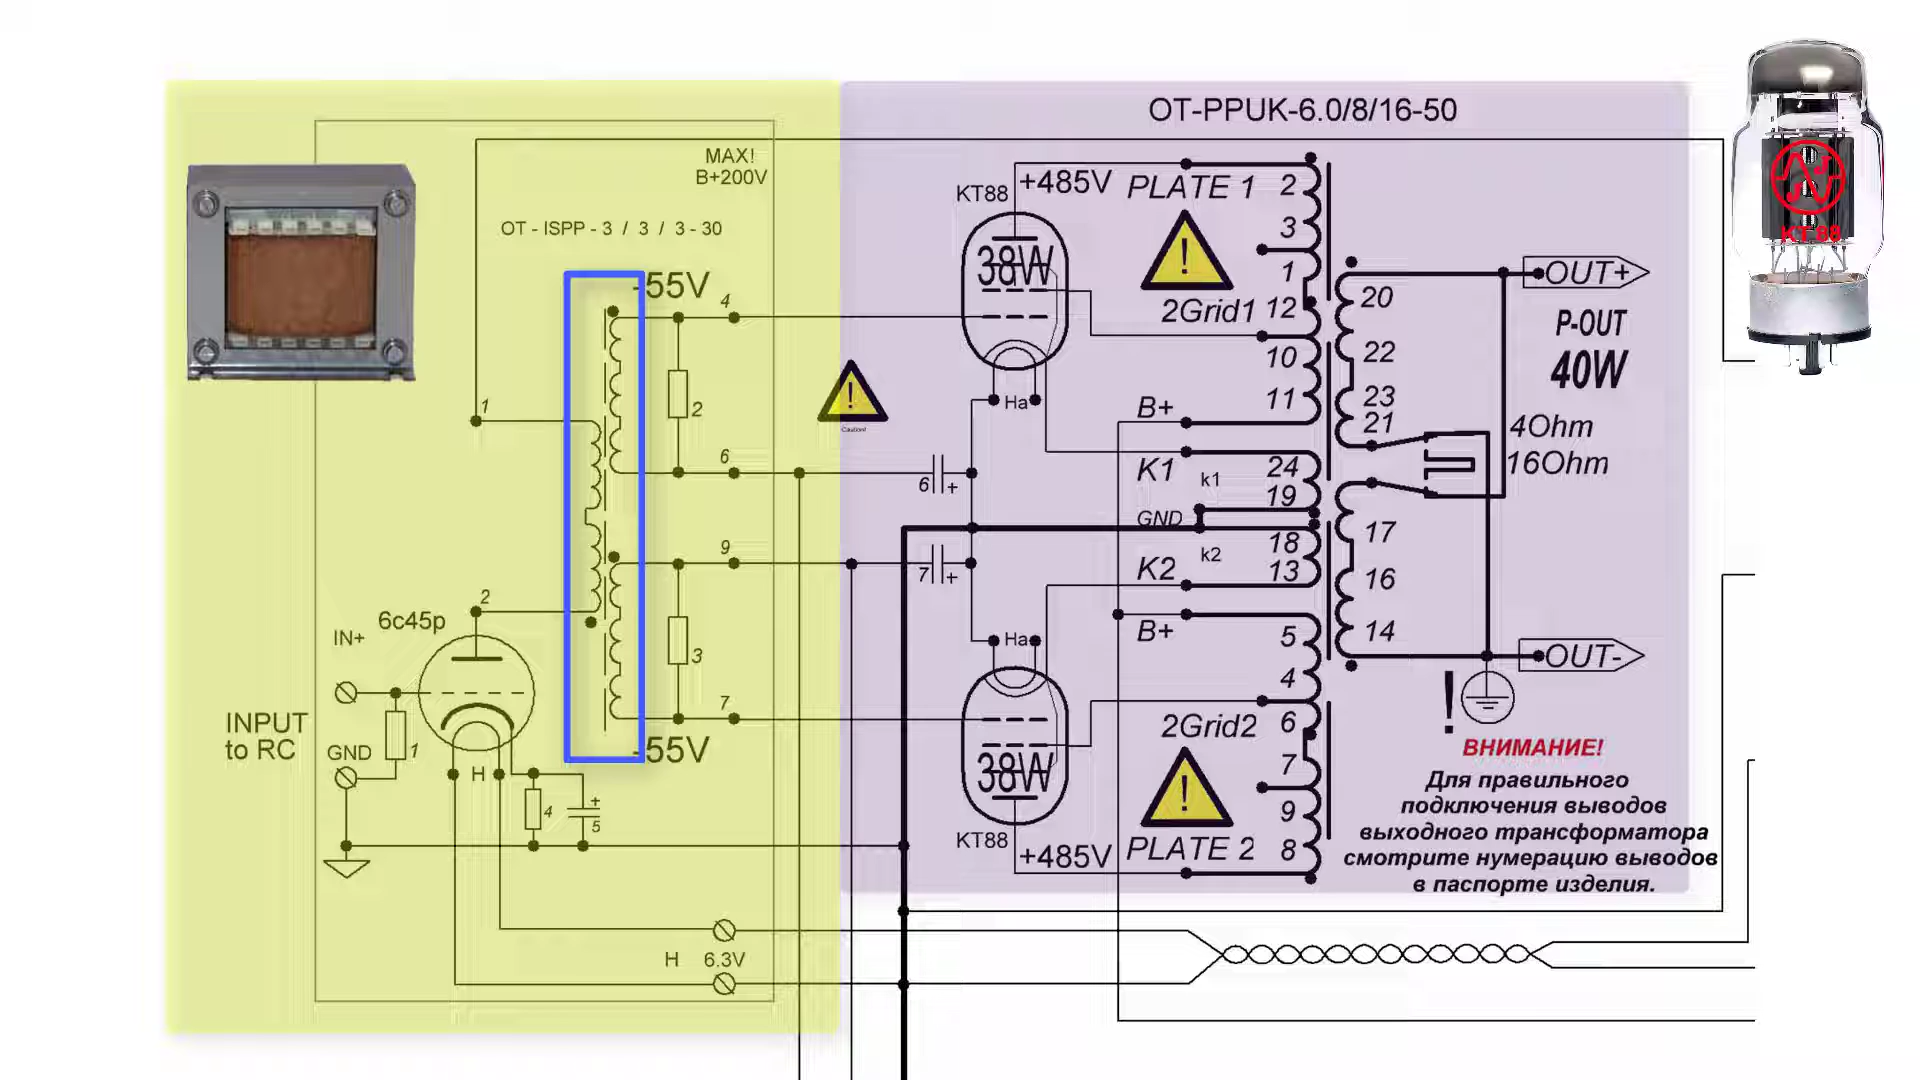 OT-PPUK-6.0/8/16-50
MAX!
B+200V
OT - ISPP - 3 / 3 / 3 - 30
-55V
4
1
2
6
9
3
7
-55V
2
6c45p
IN+
INPUT
to RC
GND
1
H
4
+
5
H 6.3V
Caution!
6
+
7
+
KT88
+485V
38W
Ha
Ha
38W
KT88
+485V
PLATE 1
2Grid1
B+
K1
k1
GND
k2
K2
B+
2Grid2
PLATE 2
2
3
1
12
10
11
24
19
18
13
5
4
6
7
9
8
20
22
23
21
17
16
14
OUT+
P-OUT
40W
4Ohm
16Ohm
OUT-
!
ВНИМАНИЕ!
Для правильного
подключения выводов
выходного трансформатора
смотрите нумерацию выводов
в паспорте изделия.
KT 88